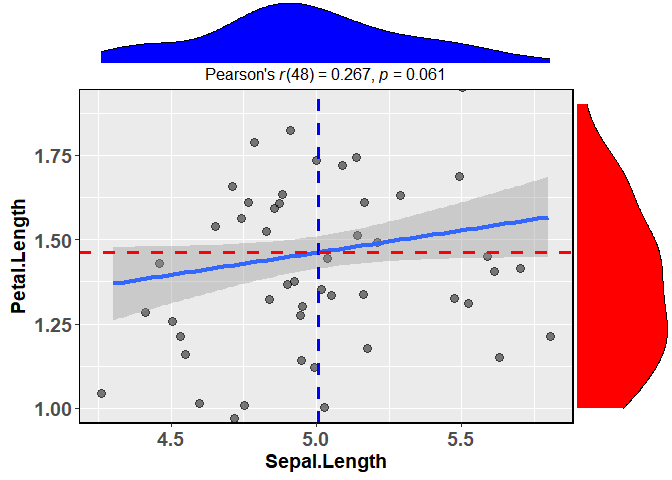 Pearson's r(48) = 0.267, p = 0.061
1.75
1.50
1.25
1.00
Petal.Length
4.5 5.0 5.5
Sepal.Length